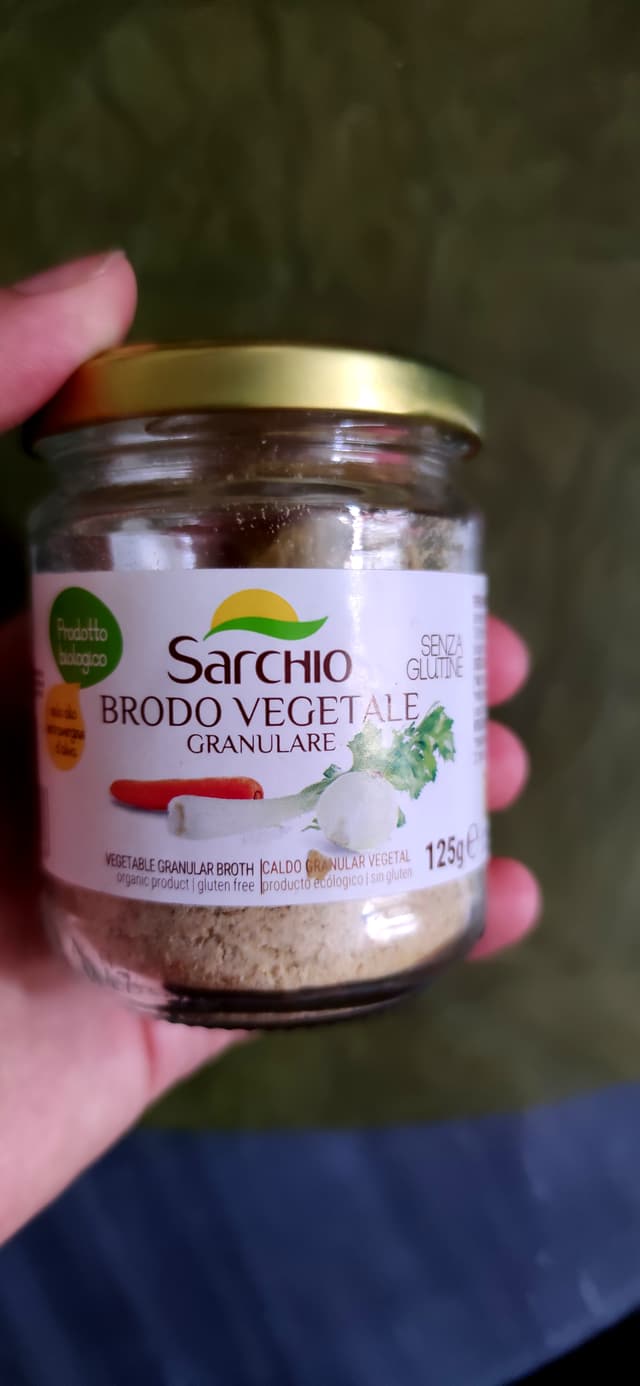 Prodotto
biologico
Sarchio
SENZA
GLUTINE
BRODO VEGETALE
GRANULARE
VEGETABLE GRANULAR BROTH
organic product | gluten free
CALDO GRANULAR VEGETAL
producto ecológico | sin gluten
125g e